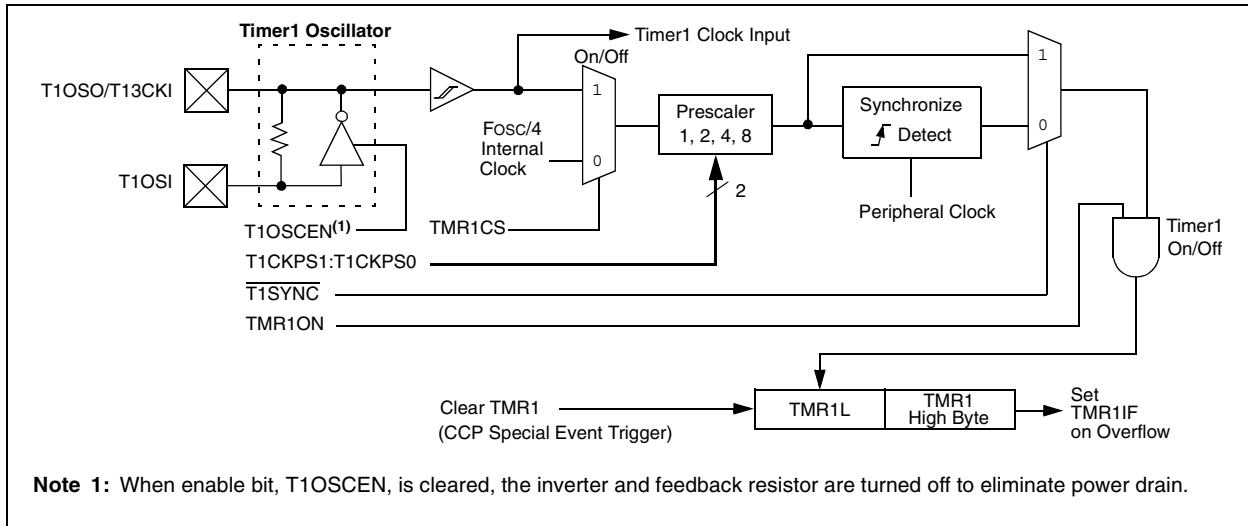 Timer1 Oscillator
Timer1 Clock Input
On/Off
T1OSO/T13CKI
1
FOSC/4
Internal
Clock
0
Prescaler
1, 2, 4, 8
2
Synchronize
Detect
1
0
T1OSI
Peripheral Clock
T1OSCEN(1)
TMR1CS
Timer1
On/Off
T1CKPS1:T1CKPS0
T1SYNC
TMR1ON
Clear TMR1
(CCP Special Event Trigger)
TMR1L
TMR1
High Byte
Set
TMR1IF
on Overflow
Note 1: When enable bit, T1OSCEN, is cleared, the inverter and feedback resistor are turned off to eliminate power drain.